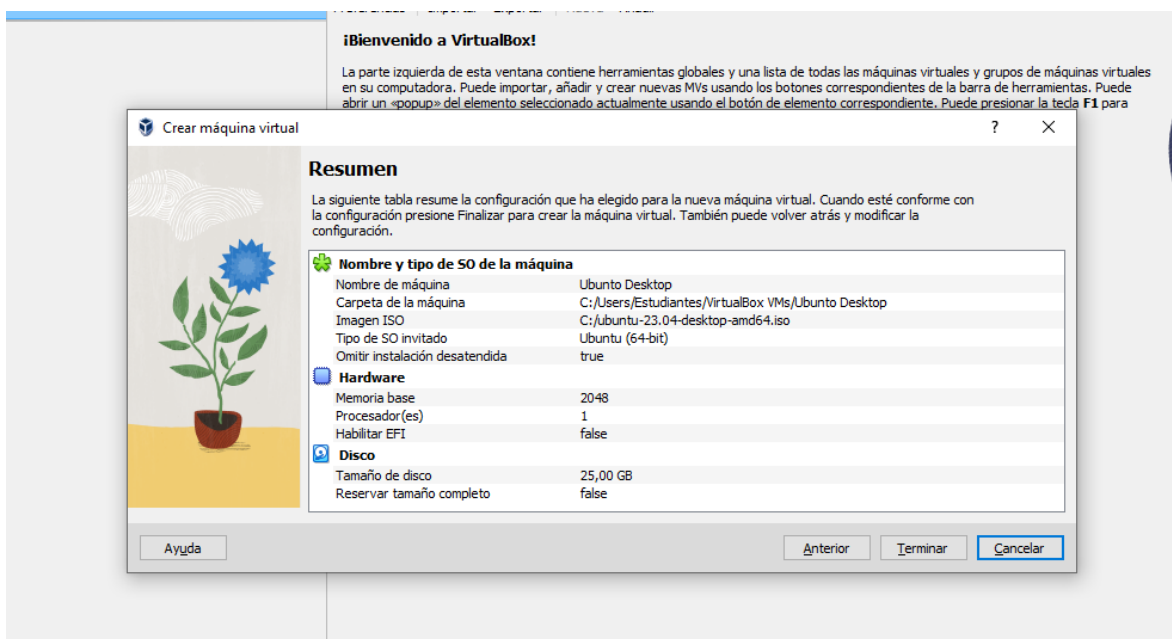 ¡Bienvenido a VirtualBox!
La parte izquierda de esta ventana contiene herramientas globales y una lista de todas las máquinas virtuales y grupos de máquinas virtuales
en su computadora. Puede importar, añadir y crear nuevas MVs usando los botones correspondientes de la barra de herramientas. Puede
abrir un «popup» del elemento seleccionado actualmente usando el botón de elemento correspondiente. Puede presionar la tecla F1 para
Crear máquina virtual ?
Resumen
La siguiente tabla resume la configuración que ha elegido para la nueva máquina virtual. Cuando esté conforme con
la configuración presione Finalizar para crear la máquina virtual. También puede volver atrás y modificar la
configuración.
Nombre y tipo de SO de la máquina
Nombre de máquina Ubunto Desktop
Carpeta de la máquina C:/Users/Estudiantes/VirtualBox VMs/Ubunto Desktop
Imagen ISO C:/ubuntu-23.04-desktop-amd64.iso
Tipo de SO invitado Ubuntu (64-bit)
Omitir instalación desatendida true
Hardware
Memoria base 2048
Procesador(es) 1
Habilitar EFI false
Disco
Tamaño de disco 25,00 GB
Reservar tamaño completo false
Ayuda Anterior Terminar Cancelar